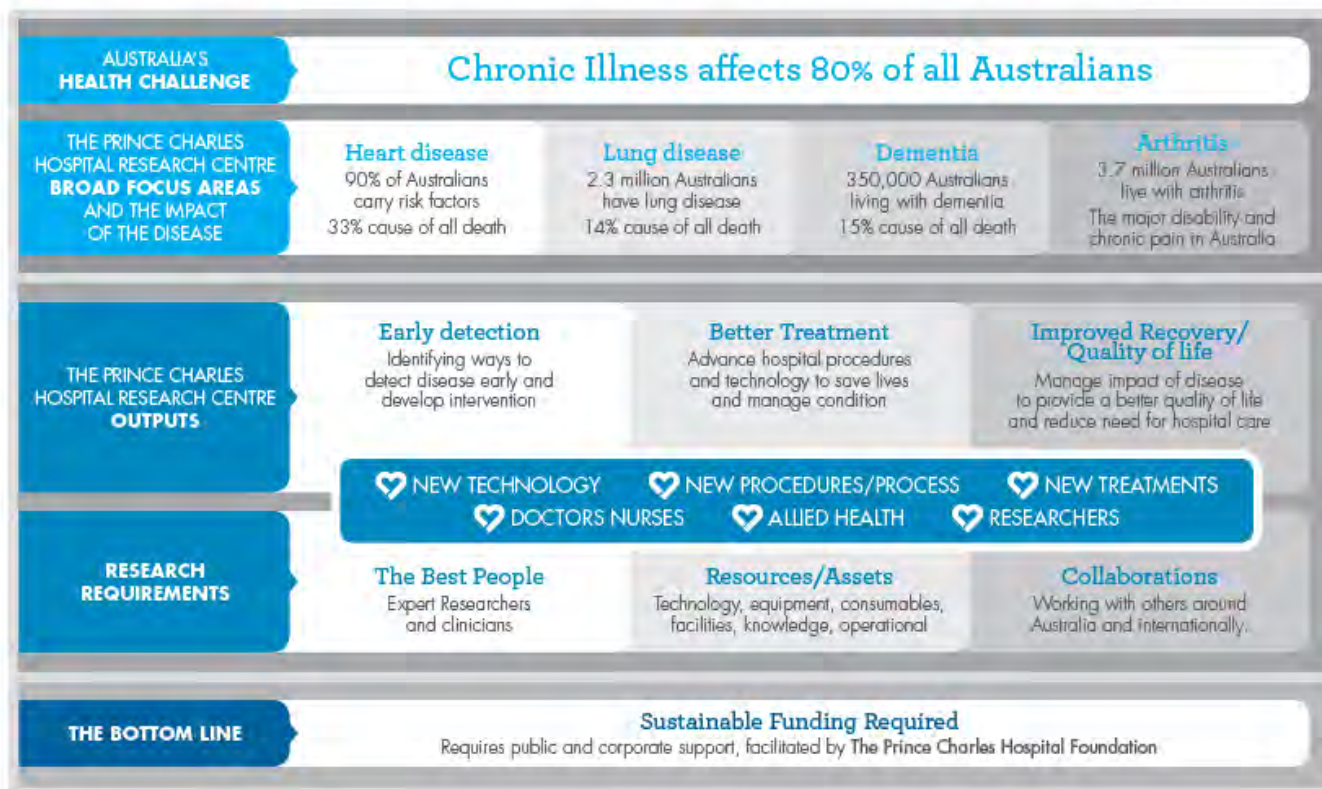 AUSTRALIA'S
HEALTH CHALLENGE
Chronic Illness affects 80% of all Australians
THE PRINCE CHARLES
HOSPITAL RESEARCH CENTRE
BROAD FOCUS AREAS
AND THE IMPACT
OF THE DISEASE
Heart disease
90% of Australians
carry risk factors
33% cause of all death
Lung disease
2.3 million Australians
have lung disease
14% cause of all death
Dementia
350,000 Australians
living with dementia
15% cause of all death
Arthritis
3.7 million Australians
live with arthritis
The major disability and
chronic pain in Australia
THE PRINCE CHARLES
HOSPITAL RESEARCH CENTRE
OUTPUTS
Early detection
Identifying ways to
detect disease early and
develop intervention
Better Treatment
Advance hospital procedures
and technology to save lives
and manage condition
Improved Recovery/
Quality of life
Manage impact of disease
to provide a better quality of life
and reduce need for hospital care
NEW TECHNOLOGY NEW PROCEDURES/PROCESS NEW TREATMENTS
DOCTORS NURSES ALLIED HEALTH RESEARCHERS
RESEARCH
REQUIREMENTS
The Best People
Expert Researchers
and clinicians
Resources/Assets
Technology, equipment, consumables,
facilities, knowledge, operational
Collaborations
Working with others around
Australia and internationally.
THE BOTTOM LINE
Sustainable Funding Required
Requires public and corporate support, facilitated by The Prince Charles Hospital Foundation